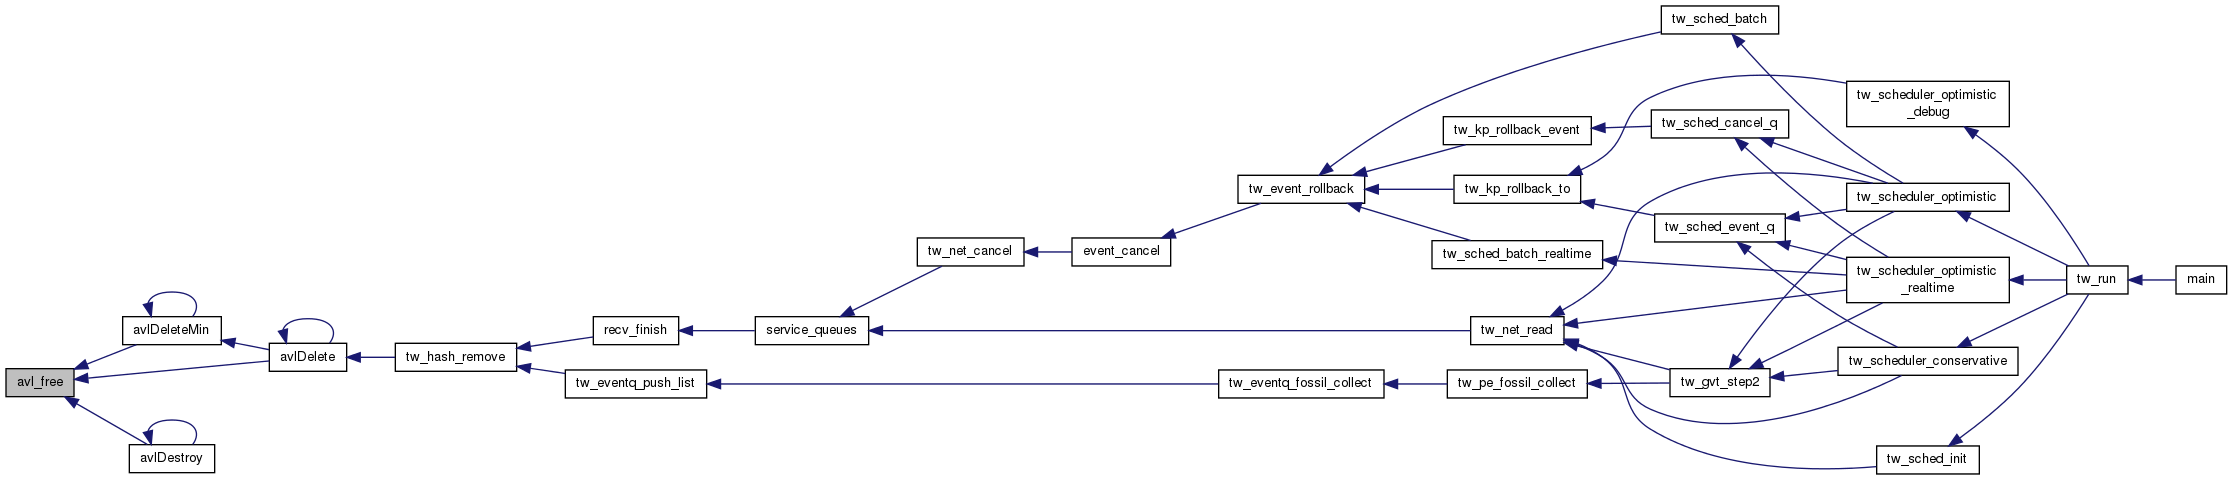 tw_sched_batch
tw_scheduler_optimistic
_debug
tw_kp_rollback_event
tw_sched_cancel_q
tw_event_rollback
tw_kp_rollback_to
tw_scheduler_optimistic
tw_sched_event_q
tw_net_cancel
event_cancel
tw_sched_batch_realtime
tw_scheduler_optimistic
_realtime
tw_run
main
avlDeleteMin
recv_finish
service_queues
tw_net_read
avlDelete
tw_hash_remove
tw_scheduler_conservative
avl_free
tw_eventq_push_list
tw_eventq_fossil_collect
tw_pe_fossil_collect
tw_gvt_step2
avlDestroy
tw_sched_init